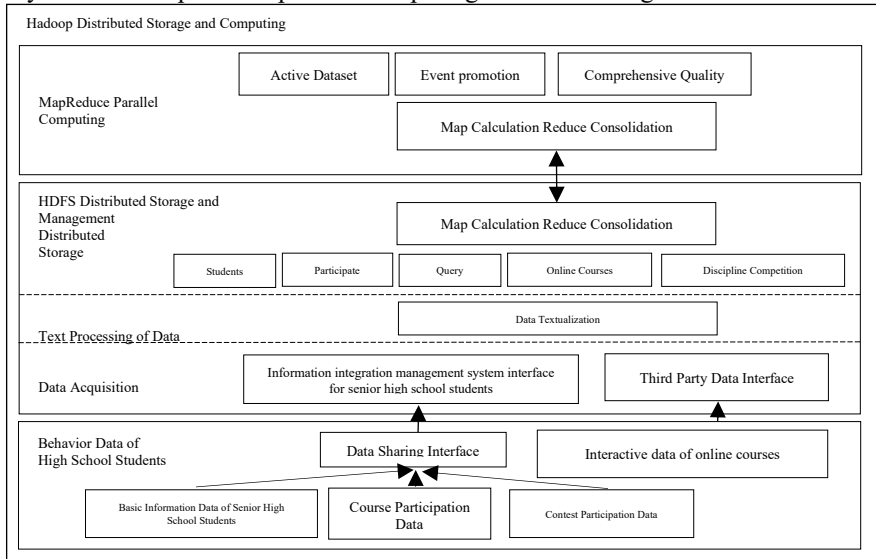 Hadoop Distributed Storage and Computing
Active Dataset
Event promotion
Comprehensive Quality
MapReduce Parallel
Computing
Map Calculation Reduce Consolidation
HDFS Distributed Storage and
Management
Distributed
Storage
Map Calculation Reduce Consolidation
Students
Participate
Query
Online Courses
Discipline Competition
Text Processing of Data
Data Textualization
Data Acquisition
Information integration management system interface
for senior high school students
Third Party Data Interface
Behavior Data of
High School Students
Data Sharing Interface
Interactive data of online courses
Basic Information Data of Senior High
School Students
Course Participation
Data
Contest Participation Data